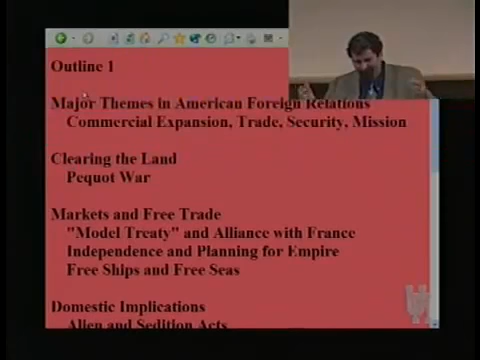 Outline 1
Major Themes in American Foreign Relations
Commercial Expansion, Trade, Security, Mission
Clearing the Land
Pequot War
Markets and Free Trade
"Model Treaty" and Alliance with France
Independence and Planning for Empire
Free Ships and Free Seas
Domestic Implications
Alien and Sedition Acts